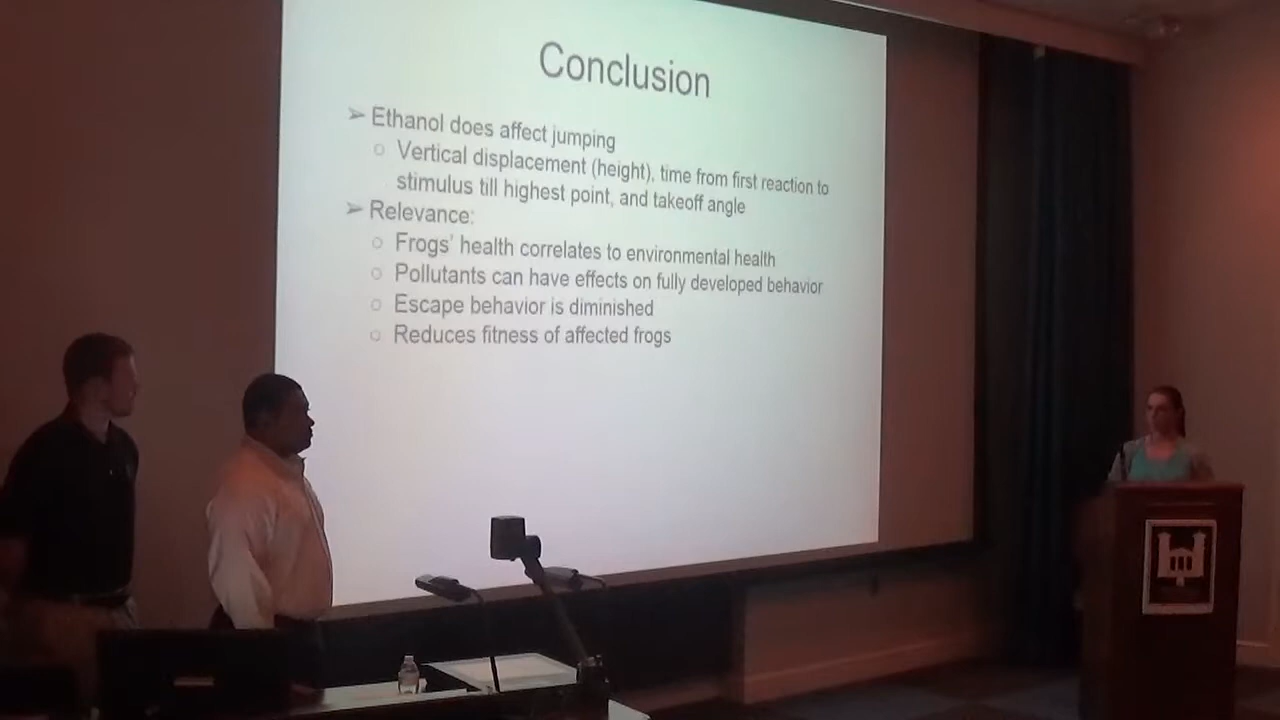 Conclusion
➢ Ethanol does affect jumping
○ Vertical displacement (height), time from first reaction to
stimulus till highest point, and takeoff angle
➢ Relevance:
○ Frogs' health correlates to environmental health
○ Pollutants can have effects on fully developed behavior
○ Escape behavior is diminished
○ Reduces fitness of affected frogs